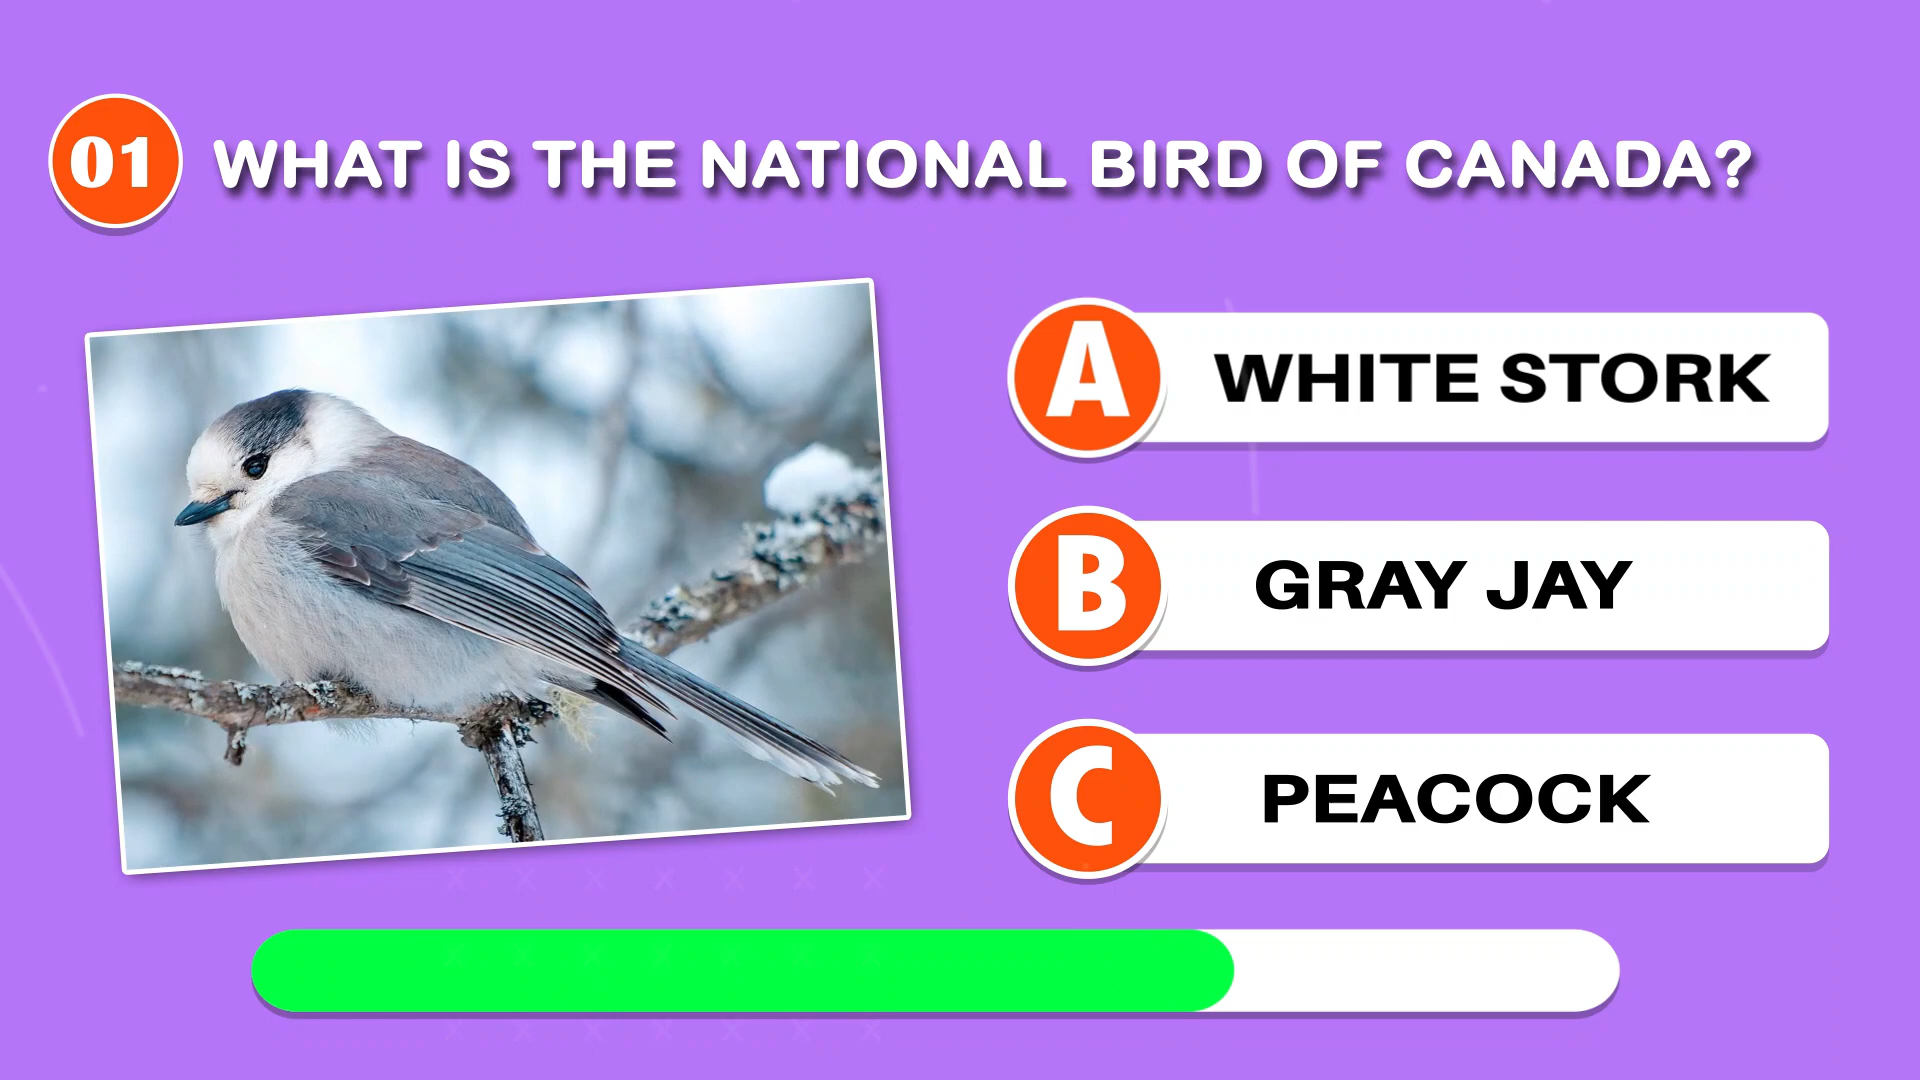 01 WHAT IS THE NATIONAL BIRD OF CANADA?
A WHITE STORK
B GRAY JAY
C PEACOCK